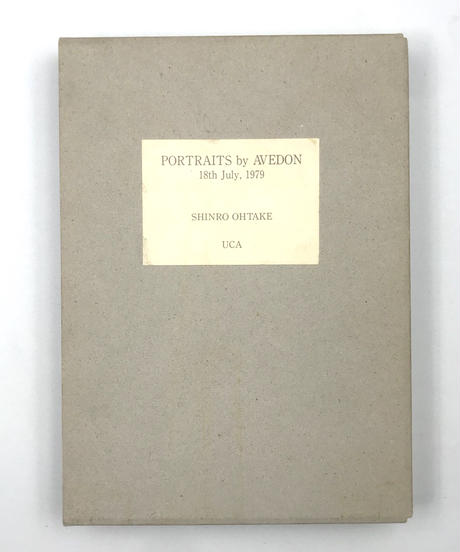 PORTRAITS by AVEDON
18th July, 1979
SHINRO OHTAKE
UCA